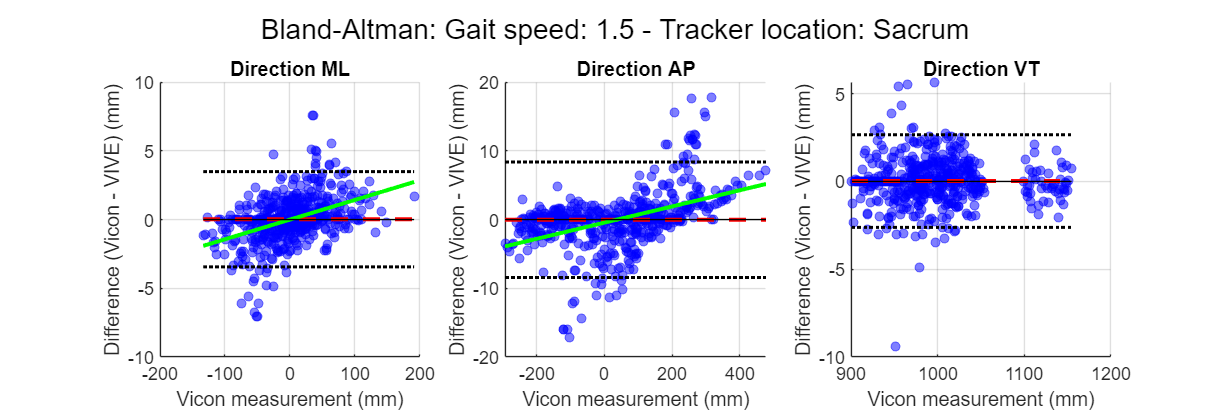 Bland-Altman: Gait speed: 1.5 - Tracker location: Sacrum
Direction ML
Difference (Vicon - VIVE) (mm)
10
5
0
-5
-10
-200
-100
0
100
200
Vicon measurement (mm)
Direction AP
Difference (Vicon - VIVE) (mm)
20
10
0
-10
-20
-200
0
200
400
Vicon measurement (mm)
Direction VT
Difference (Vicon - VIVE) (mm)
5
0
-5
-10
900
1000
1100
1200
Vicon measurement (mm)